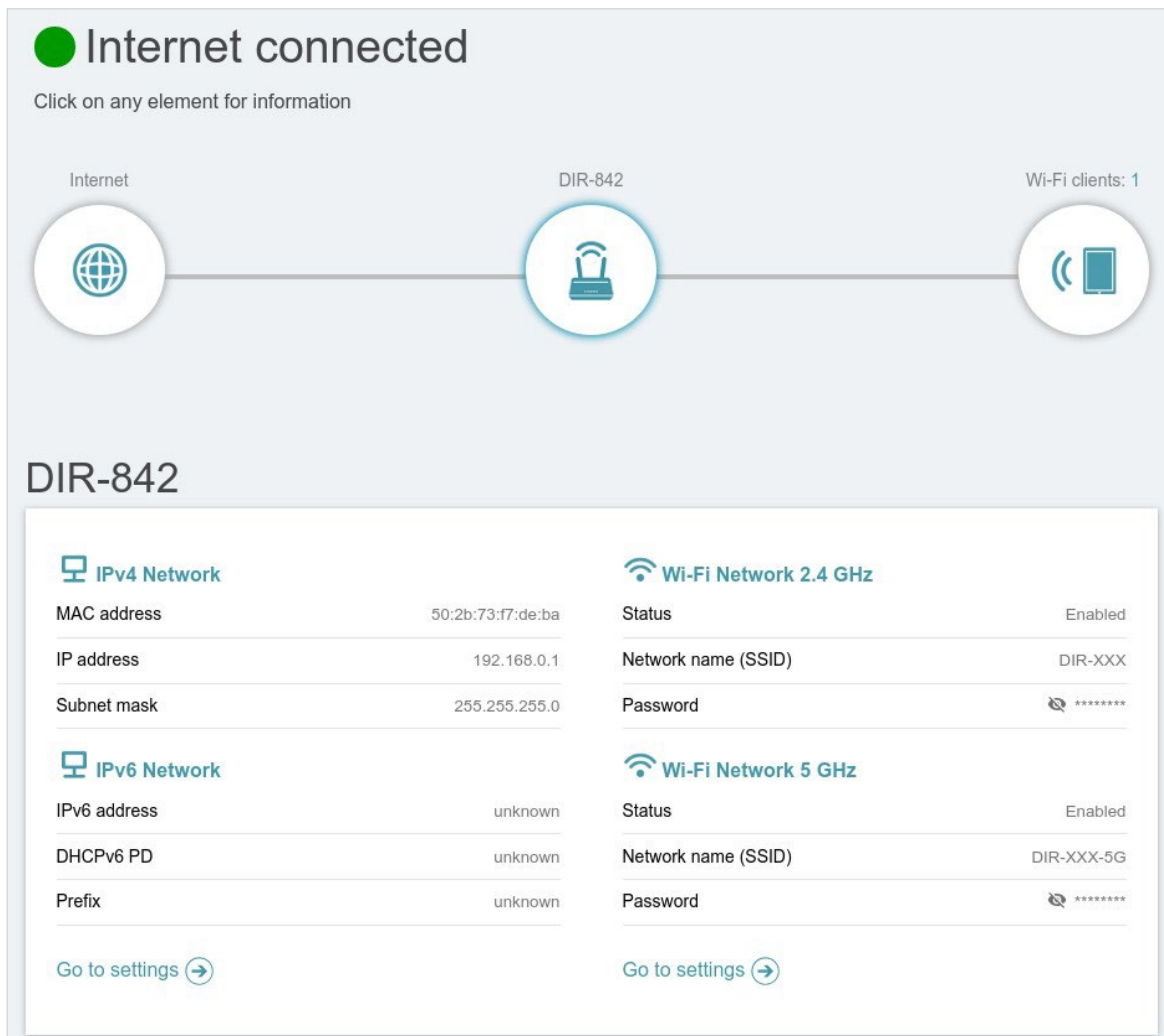 Internet connected
Click on any element for information
Internet
DIR-842
Wi-Fi clients: 1
DIR-842
IPv4 Network
MAC address 50:2b:73:f7:de:ba
IP address 192.168.0.1
Subnet mask 255.255.255.0
IPv6 Network
IPv6 address unknown
DHCPv6 PD unknown
Prefix unknown
Go to settings
Wi-Fi Network 2.4 GHz
Status Enabled
Network name (SSID) DIR-XXX
Password ********
Wi-Fi Network 5 GHz
Status Enabled
Network name (SSID) DIR-XXX-5G
Password ********
Go to settings